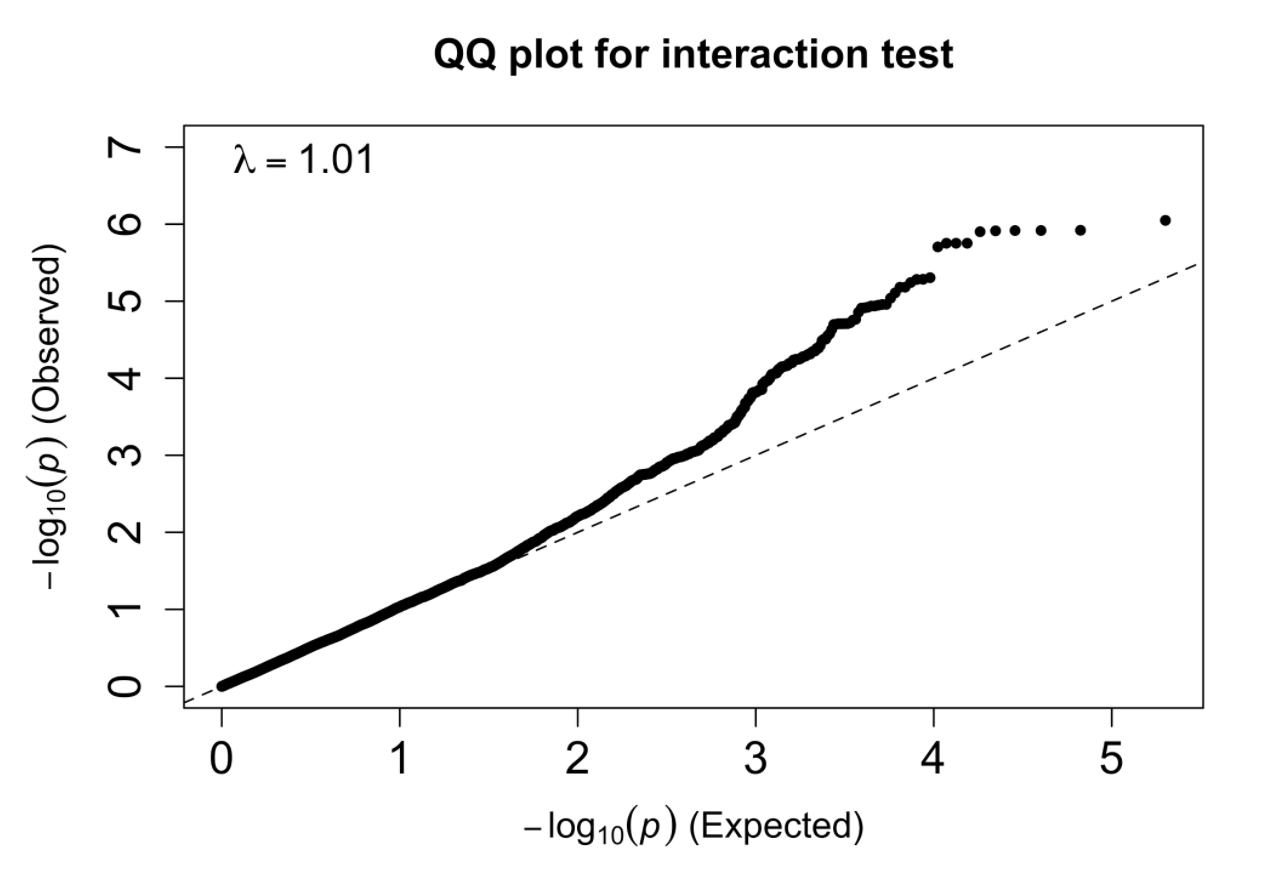 QQ plot for interaction test
λ = 1.01
7
6
5
4
3
2
1
0
−log₁₀(p) (Observed)
0 1 2 3 4 5
−log₁₀(p) (Expected)